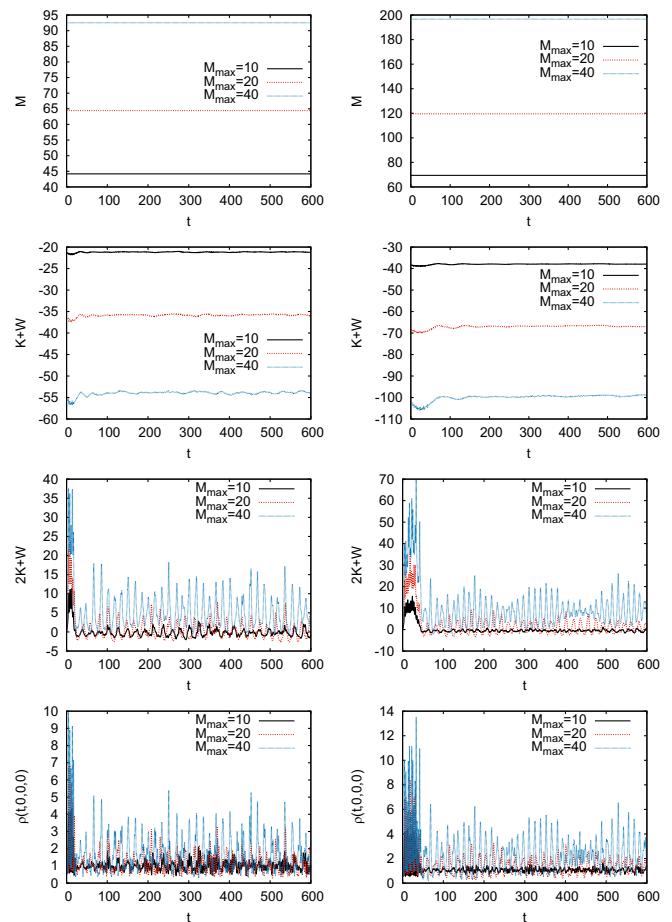 95
90
85
80
75
70
65
60
55
50
45
40
M
M_max=10
M_max=20
M_max=40
0 100 200 300 400 500 600
t
200
180
160
140
120
100
80
60
M
M_max=10
M_max=20
M_max=40
0 100 200 300 400 500 600
t
-20
-25
-30
-35
-40
-45
-50
-55
-60
K+W
M_max=10
M_max=20
M_max=40
0 100 200 300 400 500 600
t
-30
-40
-50
-60
-70
-80
-90
-100
-110
K+W
M_max=10
M_max=20
M_max=40
0 100 200 300 400 500 600
t
40
35
30
25
20
15
10
5
0
-5
2K+W
M_max=10
M_max=20
M_max=40
0 100 200 300 400 500 600
t
70
60
50
40
30
20
10
0
-10
2K+W
M_max=10
M_max=20
M_max=40
0 100 200 300 400 500 600
t
10
9
8
7
6
5
4
3
2
1
0
ρ(t,0,0,0)
M_max=10
M_max=20
M_max=40
0 100 200 300 400 500 600
t
14
12
10
8
6
4
2
0
ρ(t,0,0,0)
M_max=10
M_max=20
M_max=40
0 100 200 300 400 500 600
t